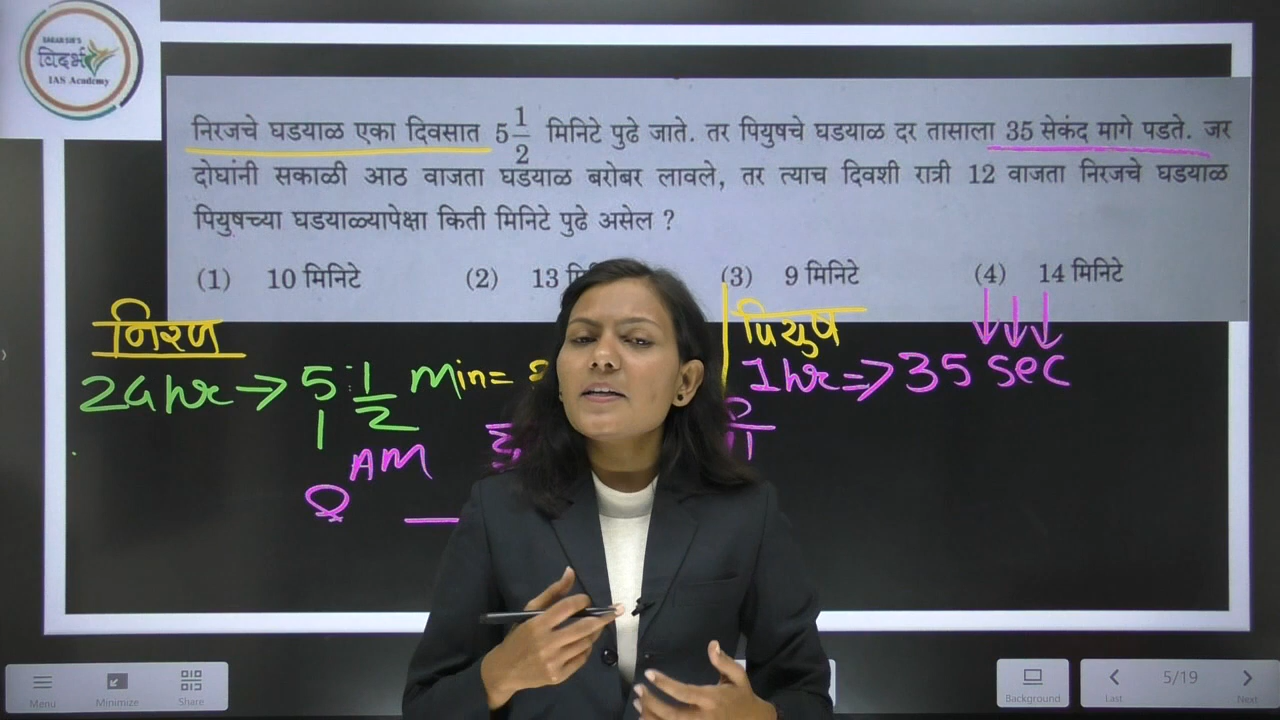 SAKAR SIR'S
विदर्भ
IAS Academy
निरजचे घडयाळ एका दिवसात 5 1/2 मिनिटे पुढे जाते. तर पियुषचे घडयाळ दर तासाला 35 सेकंद मागे पडते. जर
दोघांनी सकाळी आठ वाजता घडयाळ बरोबर लावले, तर त्याच दिवशी रात्री 12 वाजता निरजचे घडयाळ
पियुषच्या घडयाळ्यापेक्षा किती मिनिटे पुढे असेल ?
(1) 10 मिनिटे (2) 13 (3) 9 मिनिटे (4) 14 मिनिटे
निरज
24 hr → 5 1/2 Min=
8 AM
पियुष
1 hr => 35 sec
Menu Minimize Share Background Last 5/19 Next